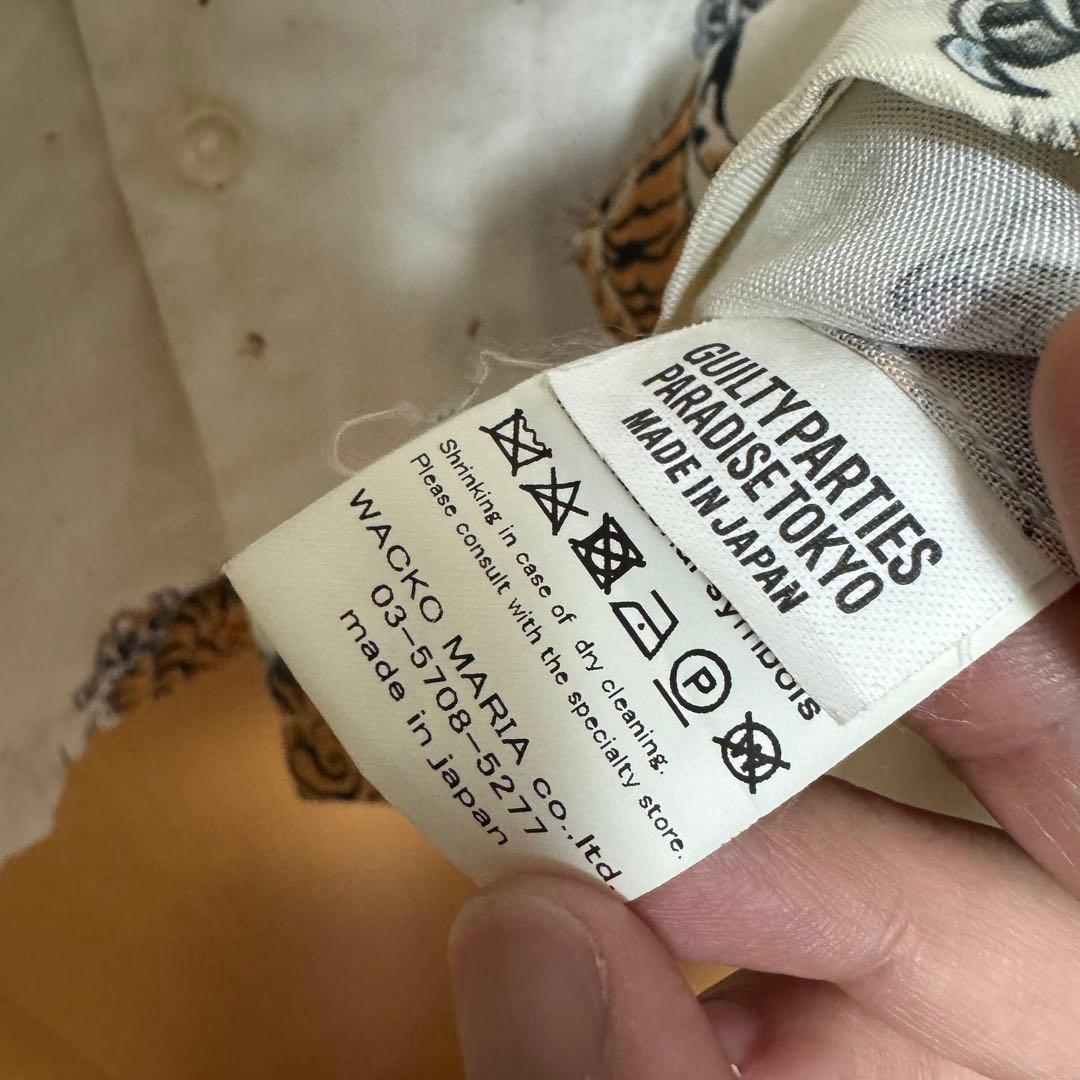 GUILTY PARTIES
PARADISE TOKYO
MADE IN JAPAN
symbols
P
W
Shrinking in case of dry cleaning.
Please consult with the specialty store.
WACKO MARIA co.,ltd.
03-5708-5277
made in japan